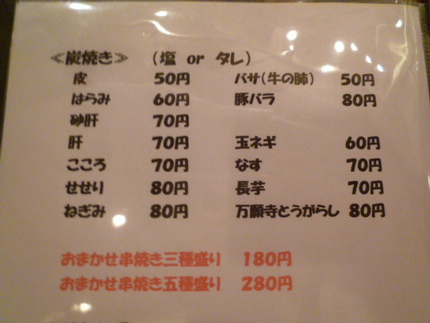 ≪炭焼き≫ (塩 or タレ)
皮 50円 バサ(牛の肺) 50円
はらみ 60円 豚バラ 80円
砂肝 70円
肝 70円 玉ネギ 60円
こころ 70円 なす 70円
せせり 80円 長芋 70円
ねぎみ 80円 万願寺とうがらし 80円
おまかせ串焼き三種盛り 180円
おまかせ串焼き五種盛り 280円